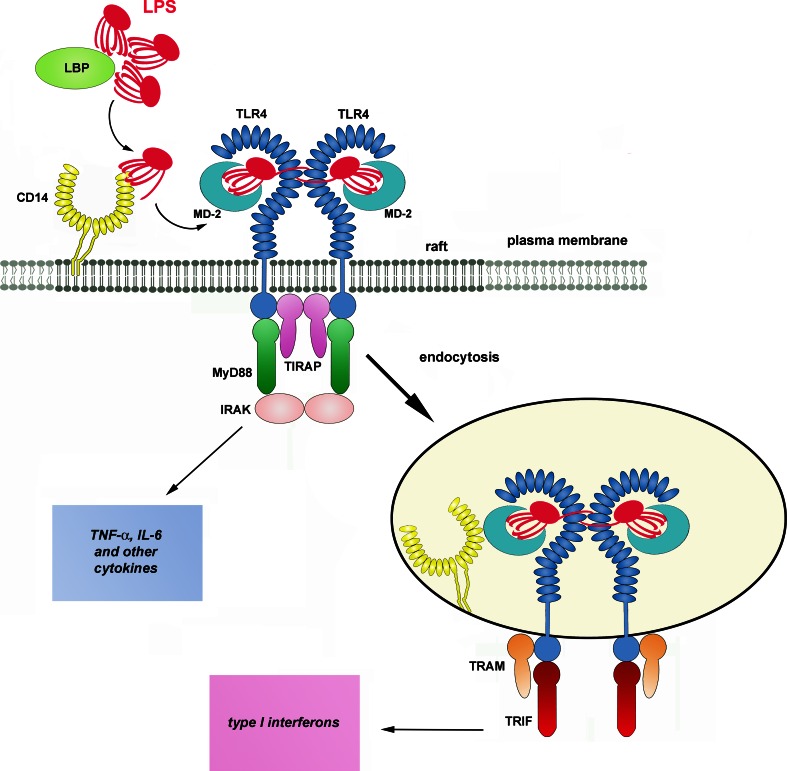 LPS
LBP
TLR4
TLR4
CD14
MD-2
MD-2
raft
plasma membrane
TIRAP
MyD88
IRAK
endocytosis
TNF-α, IL-6
and other
cytokines
TRAM
TRIF
type I interferons